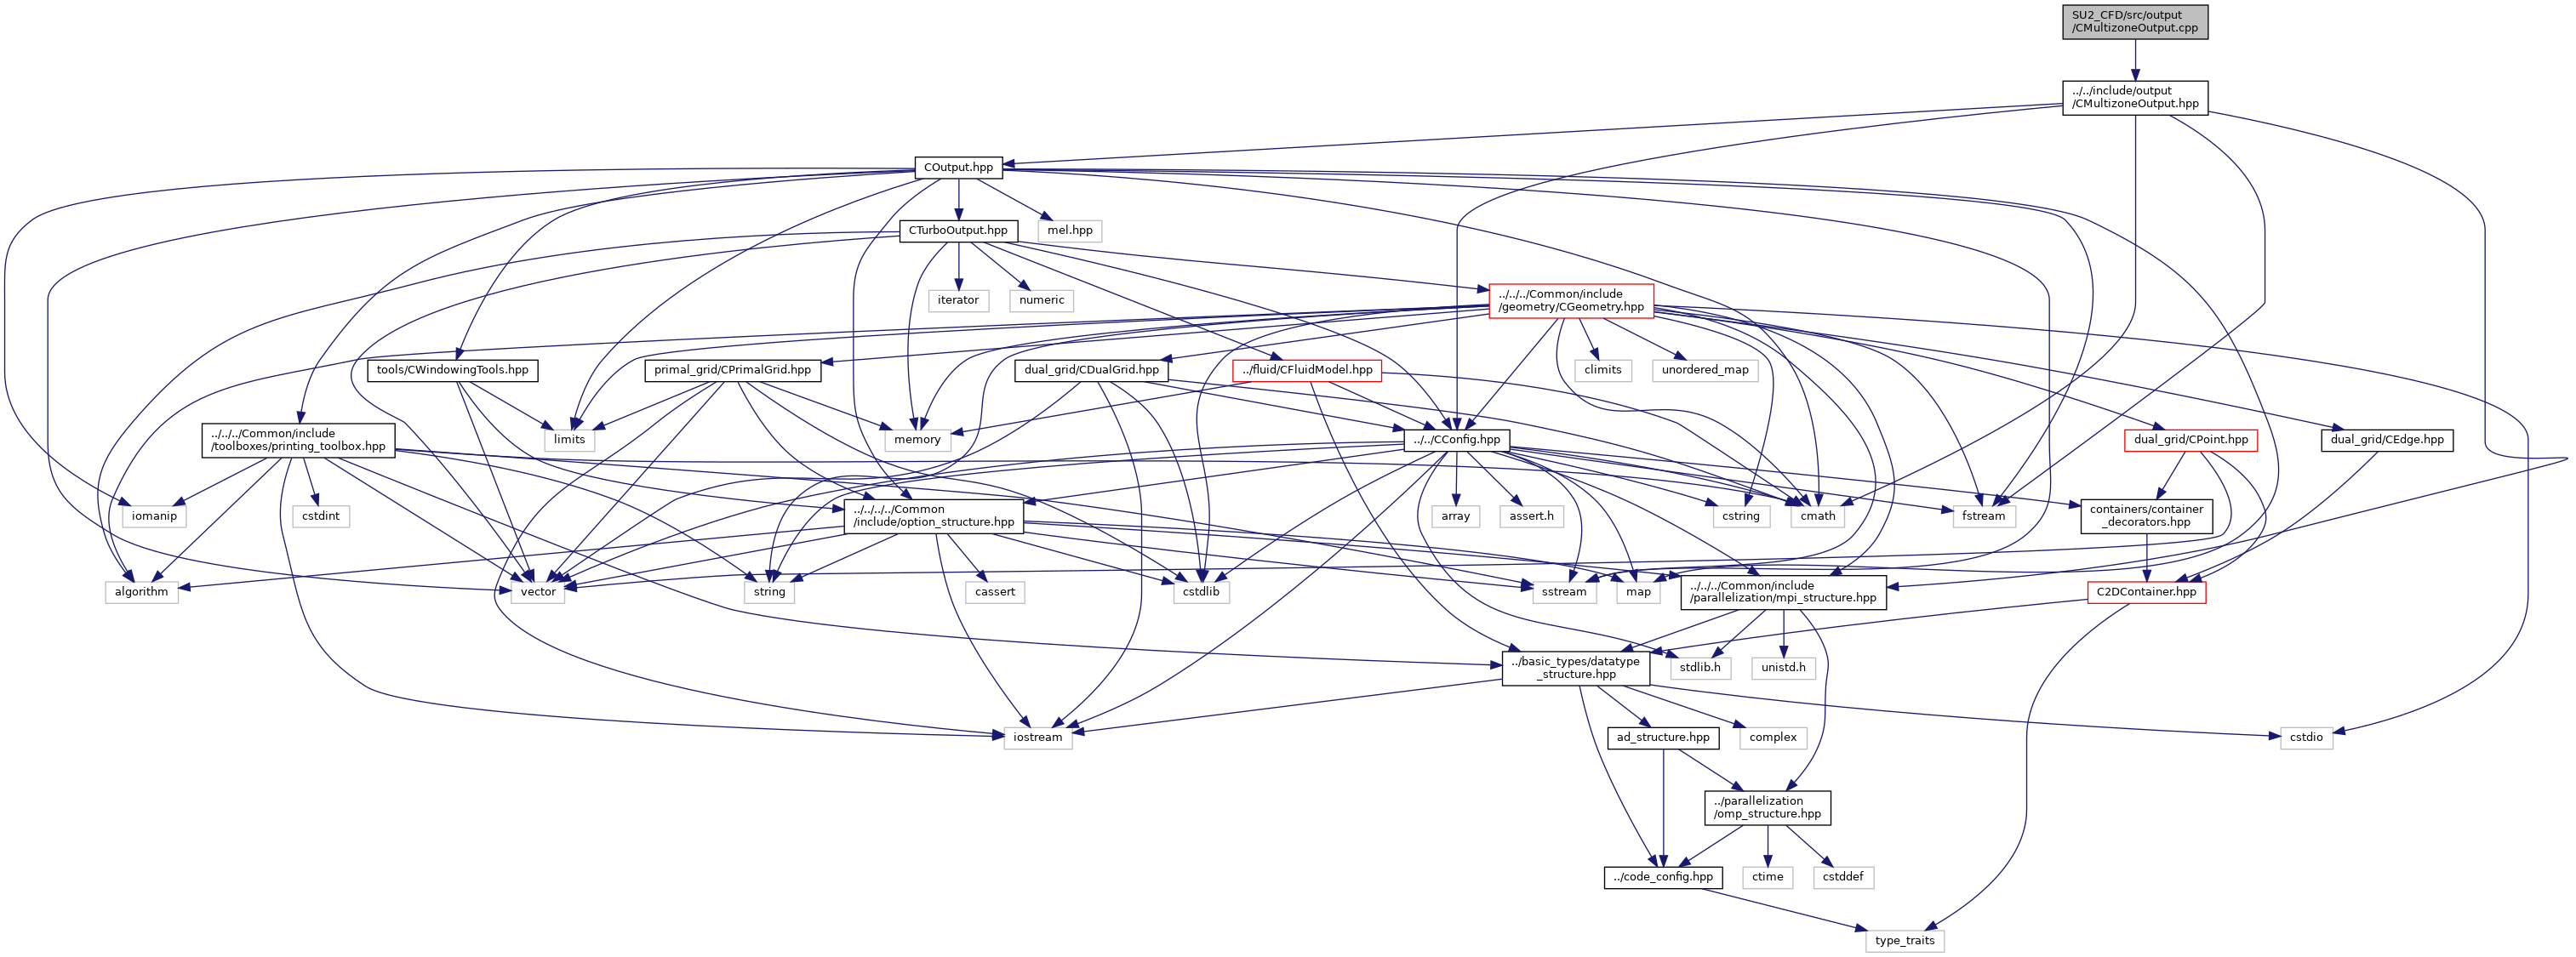 SU2_CFD/src/output
/CMultizoneOutput.cpp
../../include/output
/CMultizoneOutput.hpp
COutput.hpp
CTurboOutput.hpp
mel.hpp
iterator
numeric
../../../Common/include
/geometry/CGeometry.hpp
tools/CWindowingTools.hpp
primal_grid/CPrimalGrid.hpp
dual_grid/CDualGrid.hpp
../fluid/CFluidModel.hpp
climits
unordered_map
../../../Common/include
/toolboxes/printing_toolbox.hpp
limits
memory
../../CConfig.hpp
dual_grid/CPoint.hpp
dual_grid/CEdge.hpp
iomanip
cstdint
../../../../Common
/include/option_structure.hpp
array
assert.h
cstring
cmath
fstream
containers/container
_decorators.hpp
algorithm
vector
string
cassert
cstdlib
sstream
map
../../../Common/include
/parallelization/mpi_structure.hpp
C2DContainer.hpp
../basic_types/datatype
_structure.hpp
stdlib.h
unistd.h
iostream
ad_structure.hpp
complex
cstdio
../parallelization
/omp_structure.hpp
../code_config.hpp
ctime
cstddef
type_traits